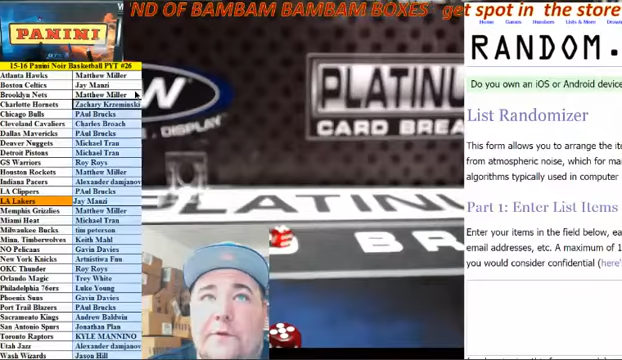 'ND OF BAMBAM BAMBAM BOXES get spot in the store
PANINI
15-16 Panini Noir Basketball PYT #26
Atlanta Hawks Matthew Miller
Boston Celtics Jay Manzi
Brooklyn Nets Matthew Miller
Charlotte Hornets Zachary Krzeminski
Chicago Bulls PAul Brucks
Cleveland Cavaliers Charles Broach
Dallas Mavericks PAul Brucks
Denver Nuggets Michael Tran
Detroit Pistons Michael Tran
GS Warriors Roy Roys
Houston Rockets Matthew Miller
Indiana Pacers Alexander damjanov
LA Clippers PAul Brucks
LA Lakers Jay Manzi
Memphis Grizzlies Matthew Miller
Miami Heat Michael Tran
Milwaukee Bucks tim peterson
Minn. Timberwolves Keith Mahl
NO Pelicans Gavin Davies
New York Knicks
OKC Thunder Roy Roys
Orlando Magic Trey White
Philadelphia 76ers Luke Young
Phoenix Suns Gavin Davies
Port Trail Blazers PAul Brucks
Sacramento Kings Andrew Baldwin
San Antonio Spurs Jonathan Plan
Toronto Raptors KYLE MANNINO
Utah Jazz Alexander damjanov
Wash Wizards Jason Hill
W
DISPLAY
PLATINUM
CARD BREA
PLATINUM
BR
Home Games Numbers Lists & More
RANDOM.
Do you own an iOS or Android device
List Randomizer
This form allows you to arrange the it
from atmospheric noise, which for ma
algorithms typically used in computer
Part 1: Enter List Items
Enter your items in the field below, ea
email addresses, etc. A maximum of 1
you would consider confidential (here'